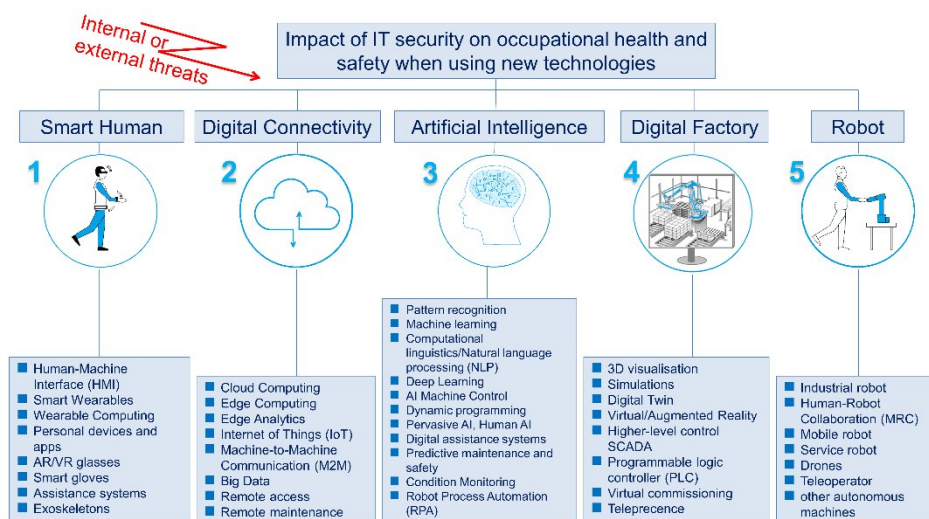 Internal or
external threats
Impact of IT security on occupational health and
safety when using new technologies
Smart Human
Digital Connectivity
Artificial Intelligence
Digital Factory
Robot
1
2
3
4
5
Human-Machine
Interface (HMI)
Smart Wearables
Wearable Computing
Personal devices and
apps
AR/VR glasses
Smart gloves
Assistance systems
Exoskeletons
Cloud Computing
Edge Computing
Edge Analytics
Internet of Things (IoT)
Machine-to-Machine
Communication (M2M)
Big Data
Remote access
Remote maintenance
Pattern recognition
Machine learning
Computational
linguistics/Natural language
processing (NLP)
Deep Learning
AI Machine Control
Dynamic programming
Pervasive AI, Human AI
Digital assistance systems
Predictive maintenance and
safety
Condition Monitoring
Robot Process Automation
(RPA)
3D visualisation
Simulations
Digital Twin
Virtual/Augmented Reality
Higher-level control
SCADA
Programmable logic
controller (PLC)
Virtual commissioning
Teleprecence
Industrial robot
Human-Robot
Collaboration (MRC)
Mobile robot
Service robot
Drones
Teleoperator
other autonomous
machines